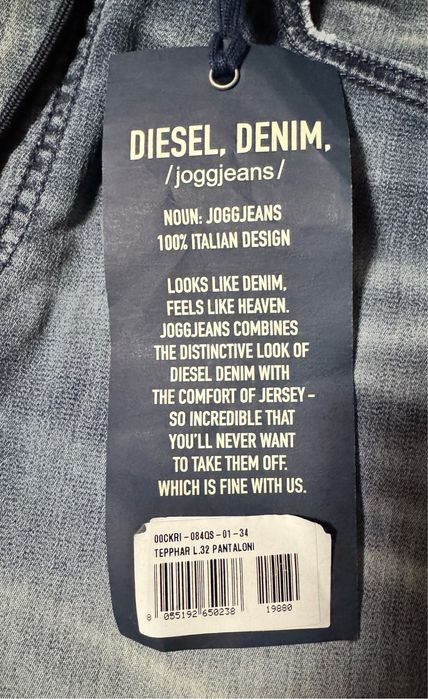 DIESEL, DENIM,
/joggjeans/
NOUN: JOGGJEANS
100% ITALIAN DESIGN
LOOKS LIKE DENIM,
FEELS LIKE HEAVEN.
JOGGJEANS COMBINES
THE DISTINCTIVE LOOK OF
DIESEL DENIM WITH
THE COMFORT OF JERSEY –
SO INCREDIBLE THAT
YOU'LL NEVER WANT
TO TAKE THEM OFF.
WHICH IS FINE WITH US.
00CKRI-084QS-01-34
TEPPHAR L.32 PANTALONI
8 055192 650238 19880